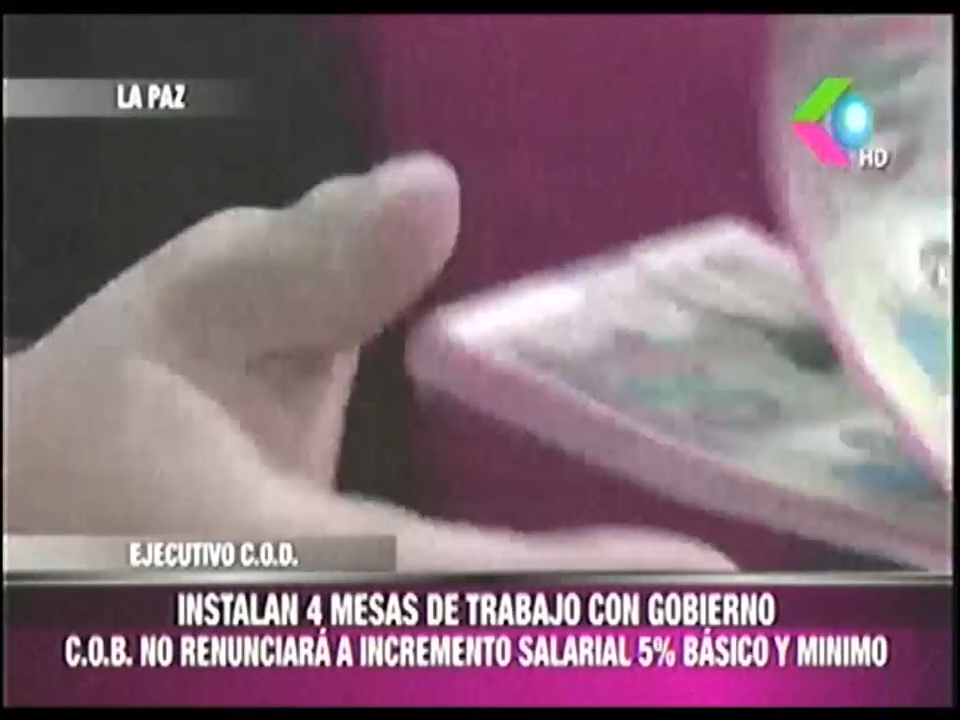 LA PAZ
HD
EJECUTIVO C.O.D.
INSTALAN 4 MESAS DE TRABAJO CON GOBIERNO
C.O.B. NO RENUNCIARÁ A INCREMENTO SALARIAL 5% BÁSICO Y MINIMO